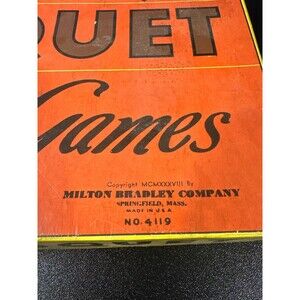 QUET
Games
Copyright MCMXXXVIII By
MILTON BRADLEY COMPANY
SPRINGFIELD, MASS.
MADE IN U.S.A.
NO. 4119